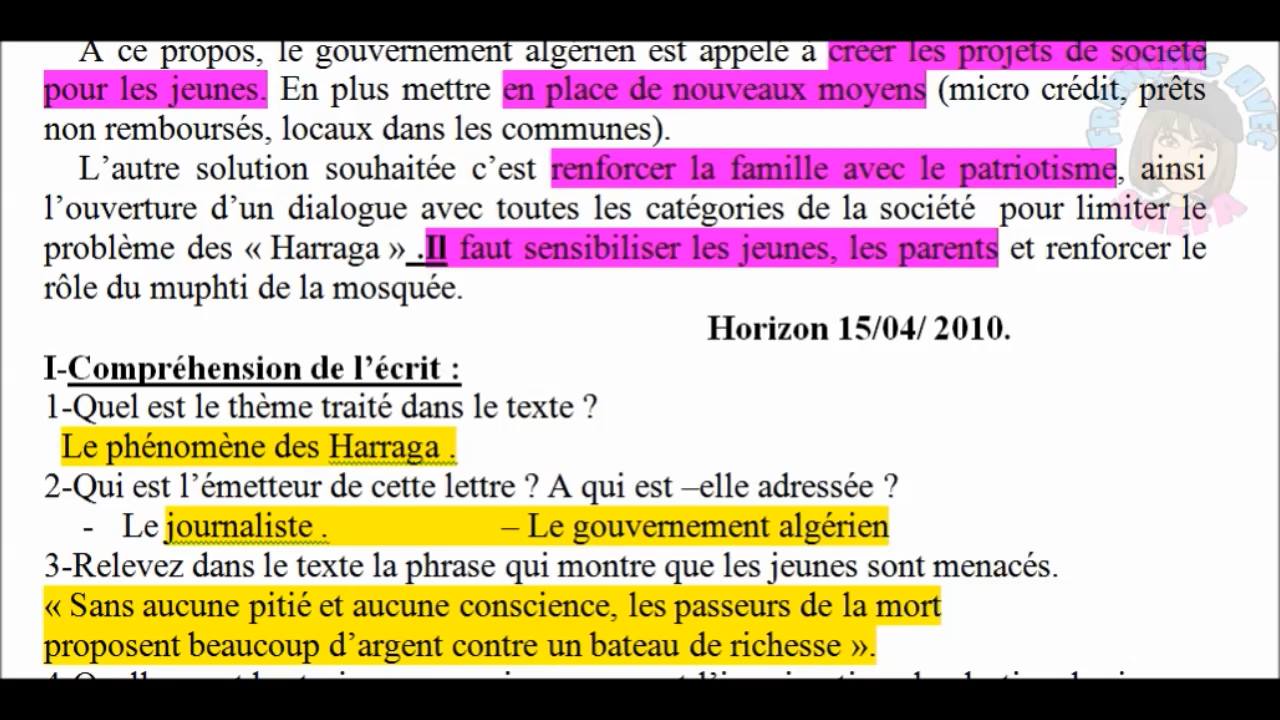 A ce propos, le gouvernement algérien est appelé à créer les projets de société
pour les jeunes. En plus mettre en place de nouveaux moyens (micro crédit, prêts
non remboursés, locaux dans les communes).
L’autre solution souhaitée c’est renforcer la famille avec le patriotisme, ainsi
l’ouverture d’un dialogue avec toutes les catégories de la société pour limiter le
problème des « Harraga » .Il faut sensibiliser les jeunes, les parents et renforcer le
rôle du muphti de la mosquée.
Horizon 15/04/ 2010.
I-Compréhension de l’écrit :
1-Quel est le thème traité dans le texte ?
Le phénomène des Harraga .
2-Qui est l’émetteur de cette lettre ? A qui est –elle adressée ?
- Le journaliste . – Le gouvernement algérien
3-Relevez dans le texte la phrase qui montre que les jeunes sont menacés.
« Sans aucune pitié et aucune conscience, les passeurs de la mort
proposent beaucoup d’argent contre un bateau de richesse ».
FRANÇAIS AVEC